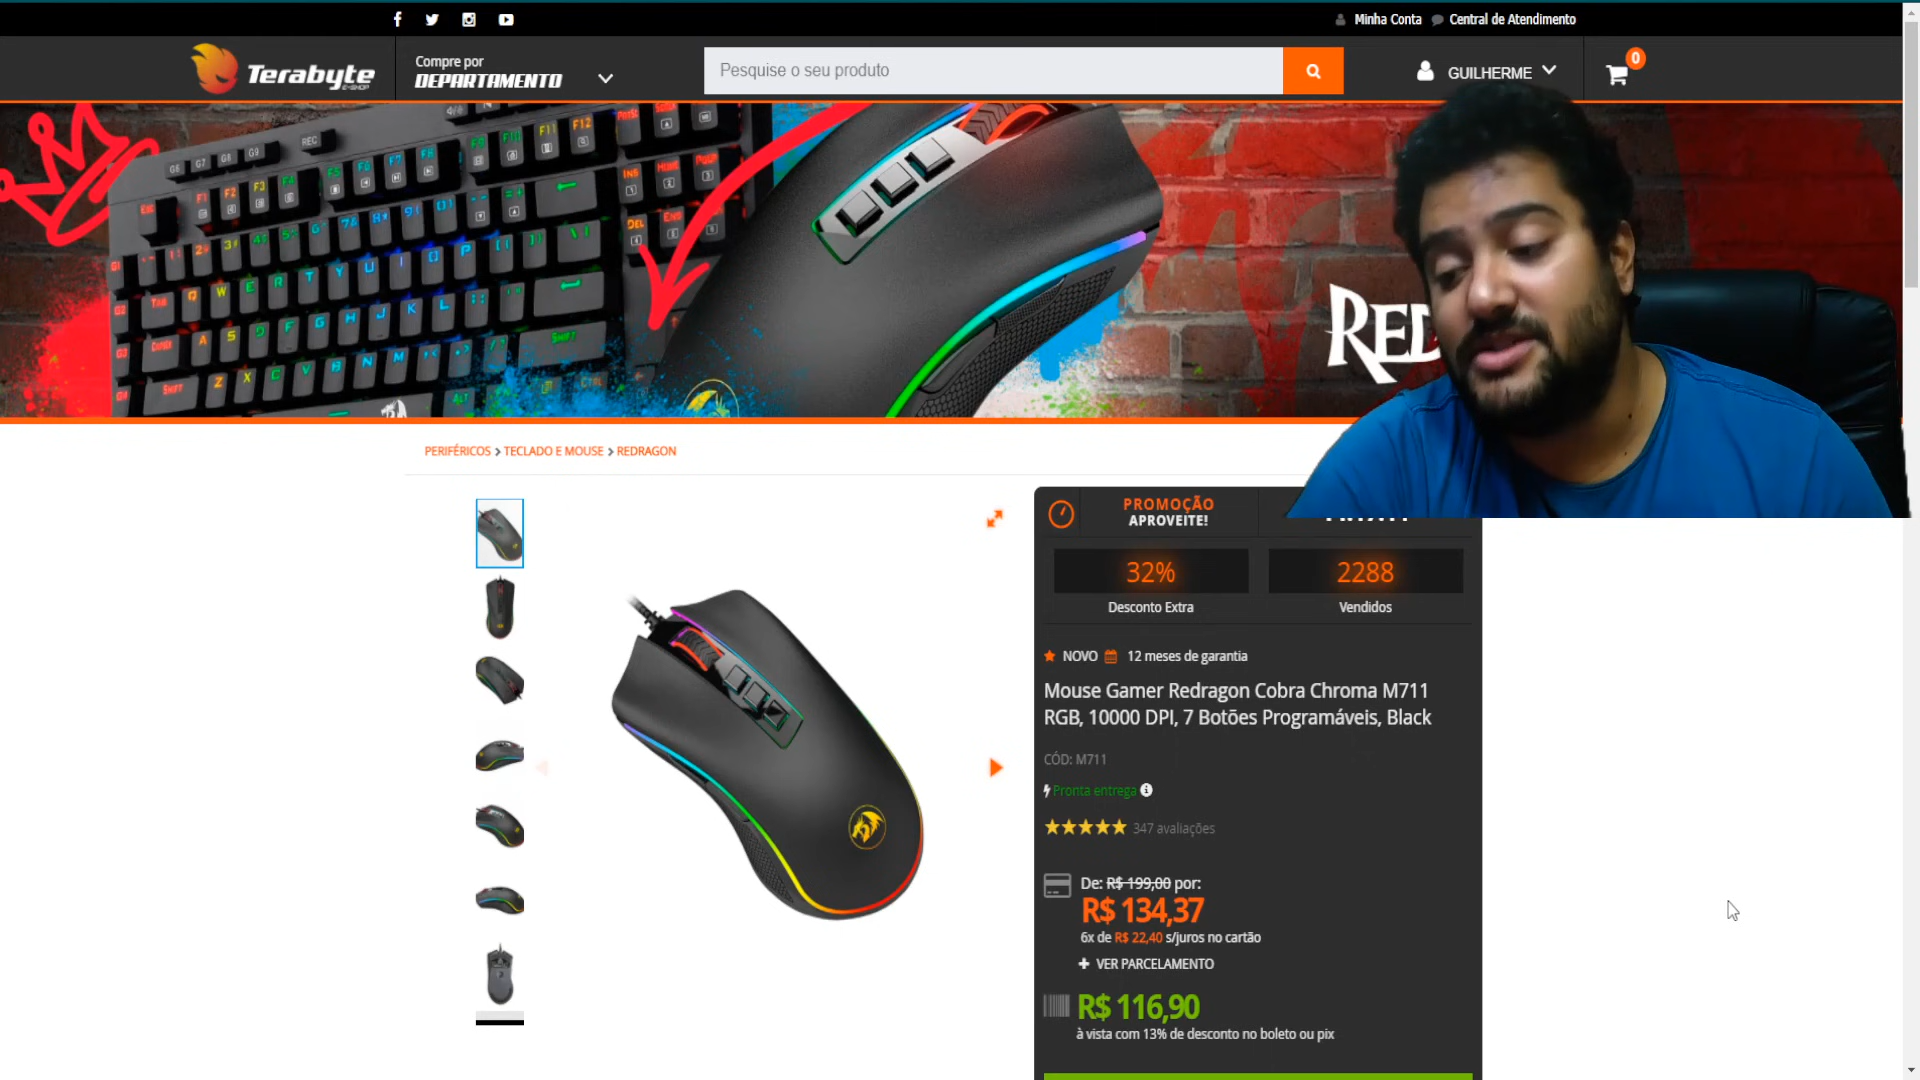 Minha Conta
Central de Atendimento
Terabyte
E-SHOP
Compre por
DEPARTAMENTO
Pesquise o seu produto
GUILHERME
0
RED
PERIFÉRICOS > TECLADO E MOUSE > REDRAGON
PROMOÇÃO
APROVEITE!
32%
Desconto Extra
2288
Vendidos
NOVO
12 meses de garantia
Mouse Gamer Redragon Cobra Chroma M711
RGB, 10000 DPI, 7 Botões Programáveis, Black
CÓD: M711
Pronta entrega
347 avaliações
De: R$ 199,00 por:
R$ 134,37
6x de R$ 22,40 s/juros no cartão
+ VER PARCELAMENTO
R$ 116,90
à vista com 13% de desconto no boleto ou pix